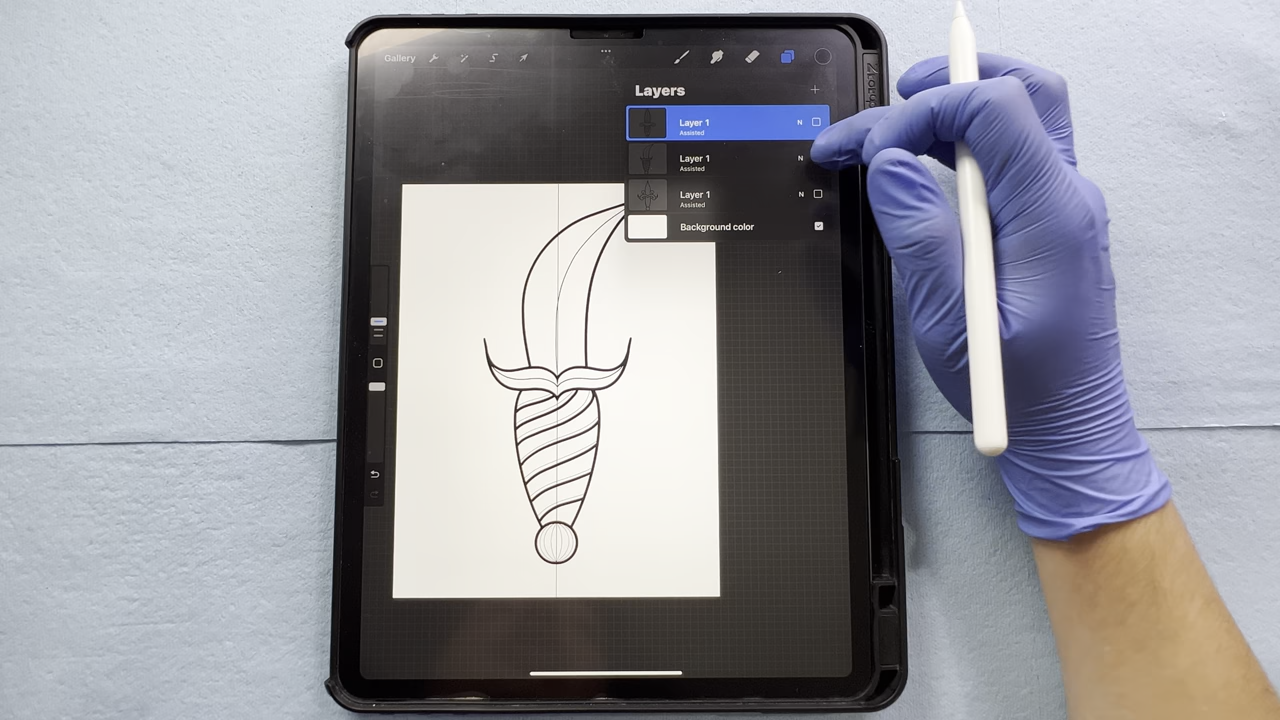 Gallery
Layers
Layer 1
N
Assisted
Layer 1
N
Assisted
Layer 1
N
Assisted
Background color